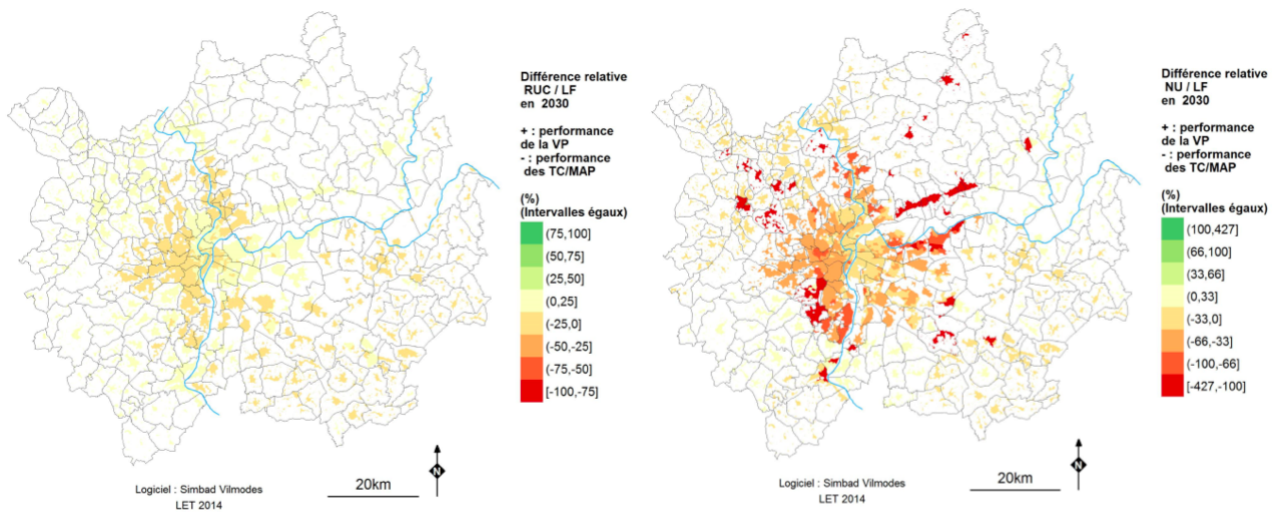 Différence relative
RUC / LF
en 2030
+ : performance
de la VP
- : performance
des TC/MAP
(%)
(Intervalles égaux)
(75,100]
(50,75]
(25,50]
(0,25]
(-25,0]
(-50,-25]
(-75,-50]
[-100,-75]
N
20km
Logiciel : Simbad Vilmodes
LET 2014
Différence relative
NU / LF
en 2030
+ : performance
de la VP
- : performance
des TC/MAP
(%)
(Intervalles égaux)
(100,427]
(66,100]
(33,66]
(0,33]
(-33,0]
(-66,-33]
(-100,-66]
[-427,-100]
N
20km
Logiciel : Simbad Vilmodes
LET 2014